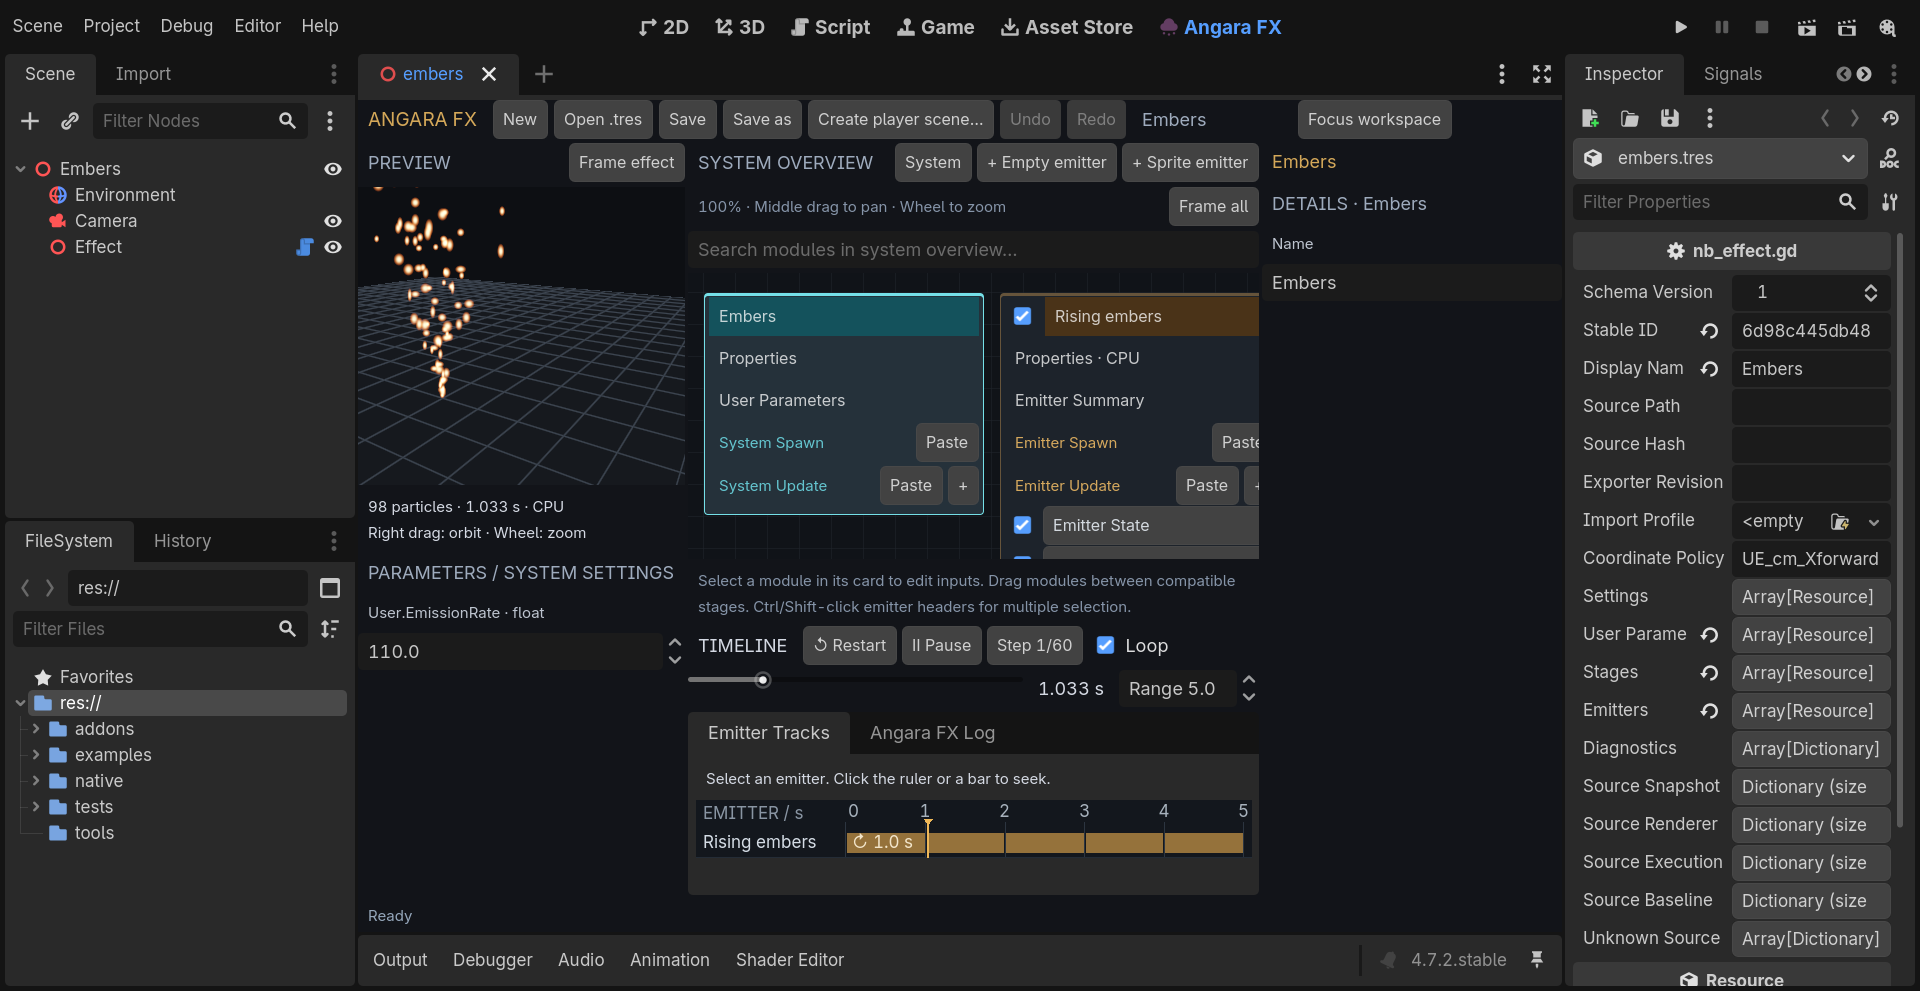 Scene Project Debug Editor Help
2D 3D Script Game Asset Store Angara FX
Scene Import
Filter Nodes
Embers
Environment
Camera
Effect
FileSystem History
res://
Filter Files
Favorites
res://
addons
examples
native
tests
tools
embers
ANGARA FX New Open .tres Save Save as Create player scene... Undo Redo Embers Focus workspace
PREVIEW Frame effect
98 particles · 1.033 s · CPU
Right drag: orbit · Wheel: zoom
PARAMETERS / SYSTEM SETTINGS
User.EmissionRate · float
110.0
SYSTEM OVERVIEW System + Empty emitter + Sprite emitter
100% · Middle drag to pan · Wheel to zoom Frame all
Search modules in system overview...
Embers
Properties
User Parameters
System Spawn Paste
System Update Paste +
Rising embers
Properties · CPU
Emitter Summary
Emitter Spawn Paste
Emitter Update Paste +
Emitter State
Select a module in its card to edit inputs. Drag modules between compatible
stages. Ctrl/Shift-click emitter headers for multiple selection.
TIMELINE Restart II Pause Step 1/60 Loop
1.033 s Range 5.0
Emitter Tracks Angara FX Log
Select an emitter. Click the ruler or a bar to seek.
EMITTER / s 0 1 2 3 4 5
Rising embers ↻ 1.0 s
Embers
DETAILS · Embers
Name
Embers
Ready
Output Debugger Audio Animation Shader Editor 4.7.2.stable
Inspector Signals
embers.tres
Filter Properties
nb_effect.gd
Schema Version 1
Stable ID 6d98c445db48
Display Nam Embers
Source Path
Source Hash
Exporter Revision
Import Profile <empty
Coordinate Policy UE_cm_Xforward
Settings Array[Resource]
User Parame Array[Resource]
Stages Array[Resource]
Emitters Array[Resource]
Diagnostics Array[Dictionary]
Source Snapshot Dictionary (size
Source Renderer Dictionary (size
Source Execution Dictionary (size
Source Baseline Dictionary (size
Unknown Source Array[Dictionary]
Resource